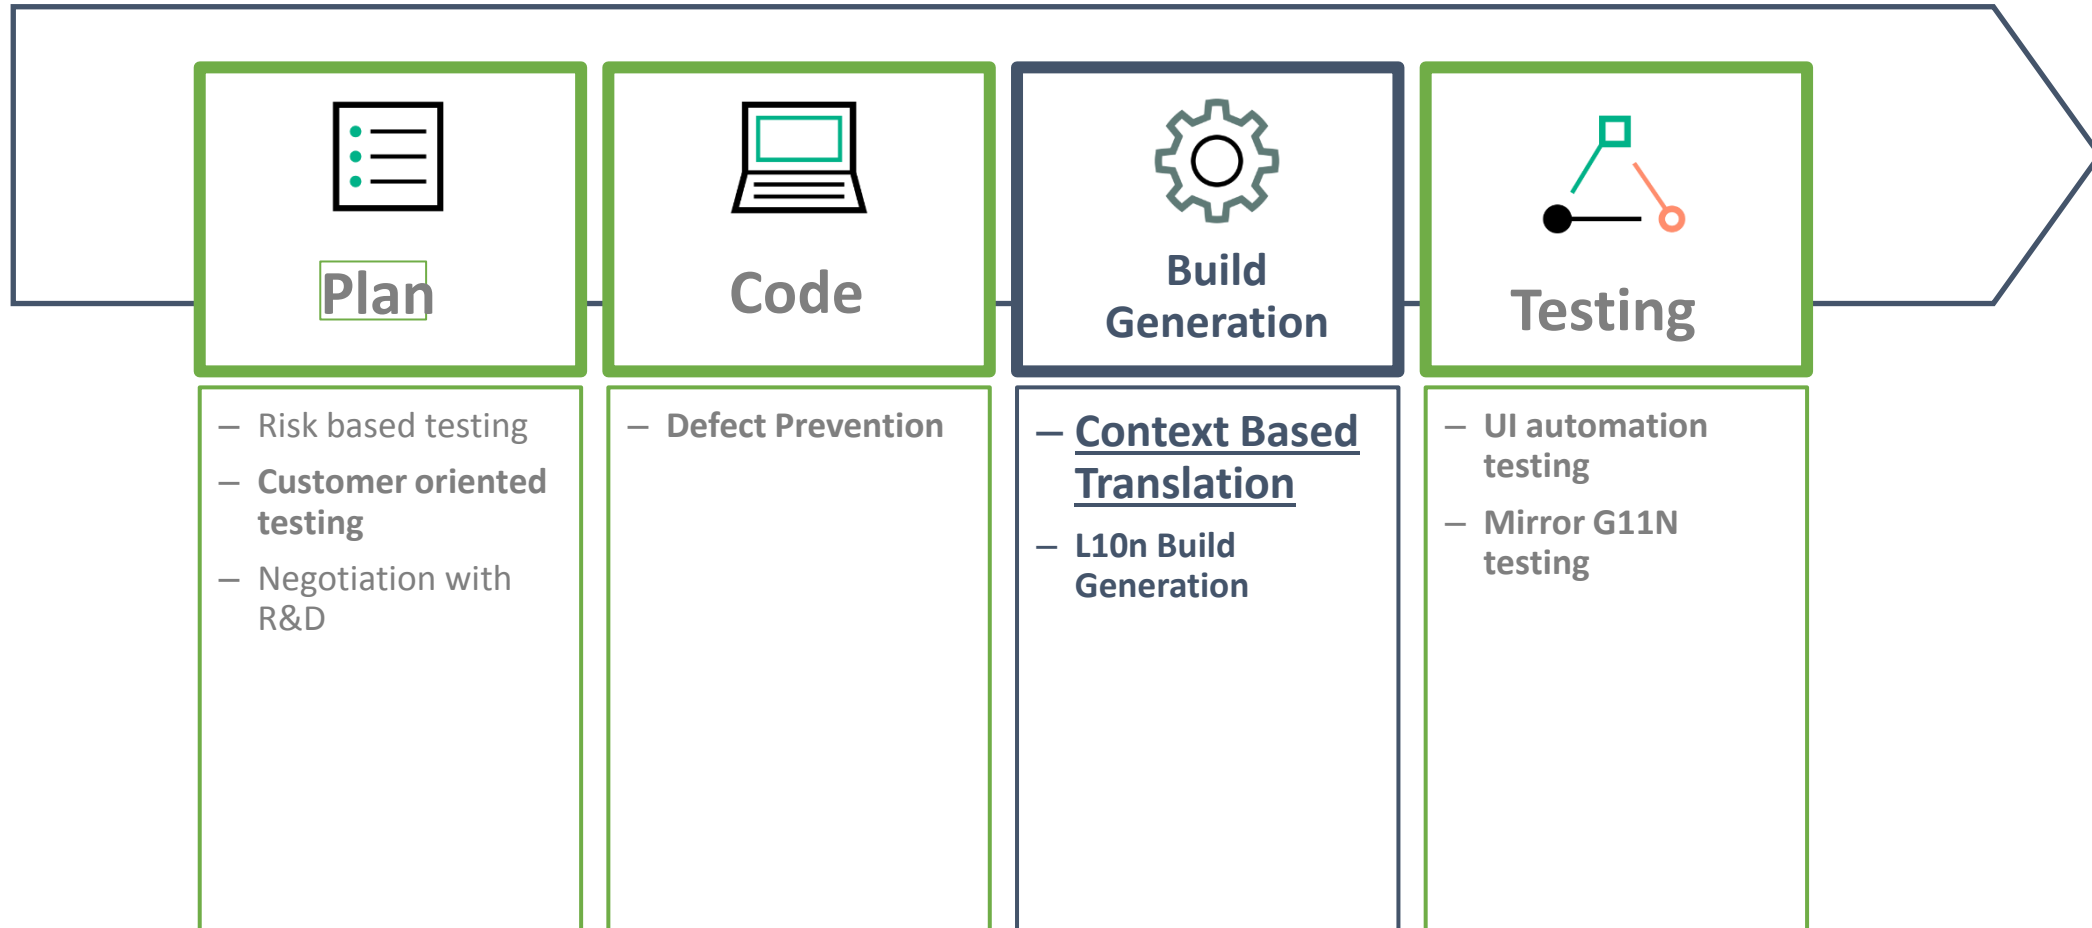 Plan
Code
Build
Generation
Testing
– Risk based testing
– Customer oriented
testing
– Negotiation with
R&D
– Defect Prevention
– Context Based
Translation
– L10n Build
Generation
– UI automation
testing
– Mirror G11N
testing